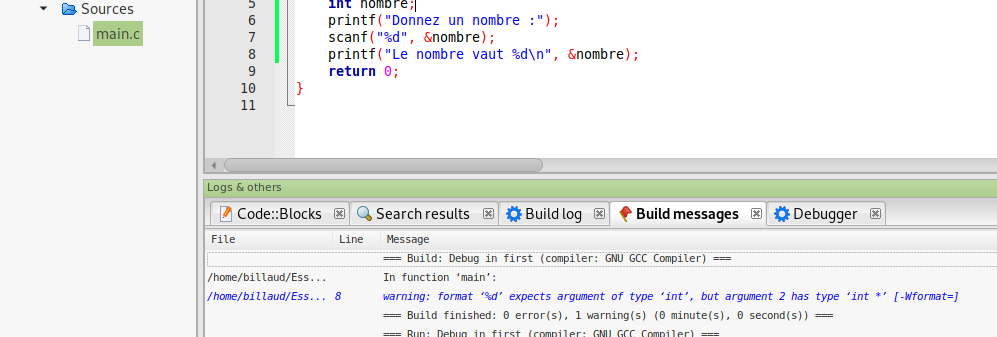 Sources
main.c
5 int nombre;
6 printf("Donnez un nombre :");
7 scanf("%d", &nombre);
8 printf("Le nombre vaut %d\n", &nombre);
9 return 0;
10 }
11
Logs & others
Code::Blocks Search results Build log Build messages Debugger
File Line Message
=== Build: Debug in first (compiler: GNU GCC Compiler) ===
/home/billaud/Ess... In function ‘main’:
/home/billaud/Ess... 8 warning: format ‘%d’ expects argument of type ‘int’, but argument 2 has type ‘int *’ [-Wformat=]
=== Build finished: 0 error(s), 1 warning(s) (0 minute(s), 0 second(s)) ===
=== Run: Debug in first (compiler: GNU GCC Compiler) ===